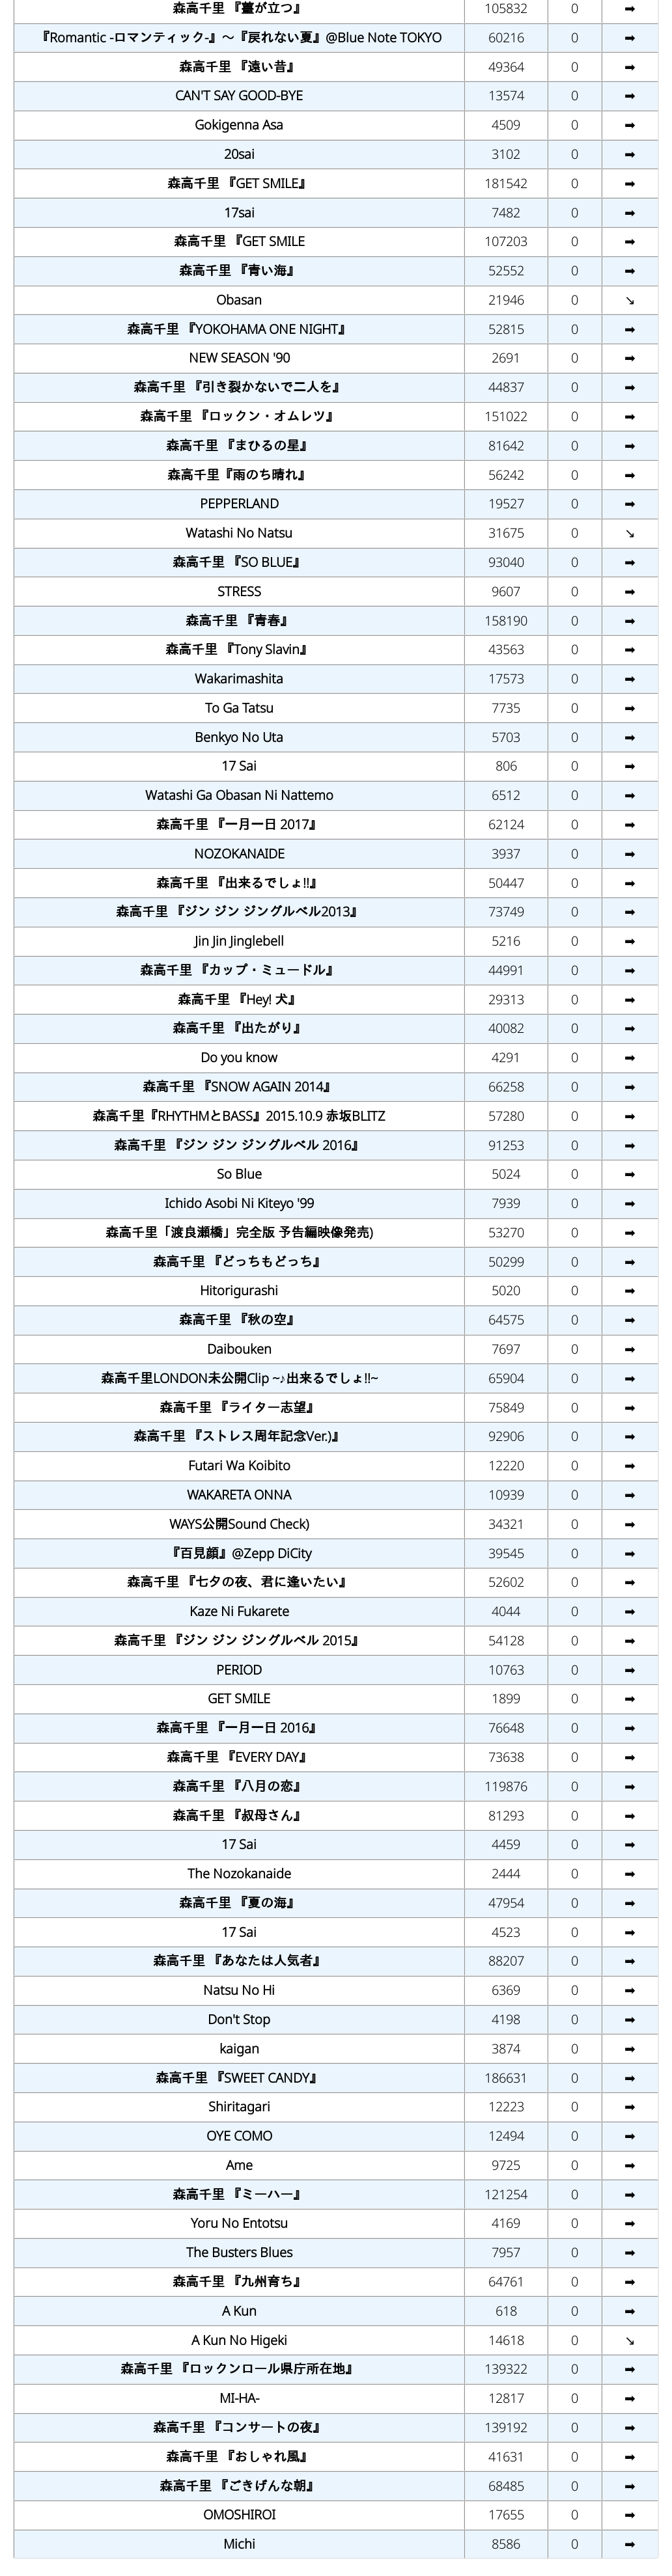 森高千里 『薹が立つ』 105832 0 ➡
『Romantic -ロマンティック-』～『戻れない夏』@Blue Note TOKYO 60216 0 ➡
森高千里 『遠い昔』 49364 0 ➡
CAN'T SAY GOOD-BYE 13574 0 ➡
Gokigenna Asa 4509 0 ➡
20sai 3102 0 ➡
森高千里 『GET SMILE』 181542 0 ➡
17sai 7482 0 ➡
森高千里 『GET SMILE 107203 0 ➡
森高千里 『青い海』 52552 0 ➡
Obasan 21946 0 ↘
森高千里 『YOKOHAMA ONE NIGHT』 52815 0 ➡
NEW SEASON '90 2691 0 ➡
森高千里 『引き裂かないで二人を』 44837 0 ➡
森高千里 『ロックン・オムレツ』 151022 0 ➡
森高千里 『まひるの星』 81642 0 ➡
森高千里『雨のち晴れ』 56242 0 ➡
PEPPERLAND 19527 0 ➡
Watashi No Natsu 31675 0 ↘
森高千里 『SO BLUE』 93040 0 ➡
STRESS 9607 0 ➡
森高千里 『青春』 158190 0 ➡
森高千里 『Tony Slavin』 43563 0 ➡
Wakarimashita 17573 0 ➡
To Ga Tatsu 7735 0 ➡
Benkyo No Uta 5703 0 ➡
17 Sai 806 0 ➡
Watashi Ga Obasan Ni Nattemo 6512 0 ➡
森高千里 『一月一日 2017』 62124 0 ➡
NOZOKANAIDE 3937 0 ➡
森高千里 『出来るでしょ!!』 50447 0 ➡
森高千里 『ジン ジン ジングルベル2013』 73749 0 ➡
Jin Jin Jinglebell 5216 0 ➡
森高千里 『カップ・ミュードル』 44991 0 ➡
森高千里 『Hey! 犬』 29313 0 ➡
森高千里 『出たがり』 40082 0 ➡
Do you know 4291 0 ➡
森高千里 『SNOW AGAIN 2014』 66258 0 ➡
森高千里『RHYTHMとBASS』2015.10.9 赤坂BLITZ 57280 0 ➡
森高千里 『ジン ジン ジングルベル 2016』 91253 0 ➡
So Blue 5024 0 ➡
Ichido Asobi Ni Kiteyo '99 7939 0 ➡
森高千里「渡良瀬橋」完全版 予告編映像発売) 53270 0 ➡
森高千里 『どっちもどっち』 50299 0 ➡
Hitorigurashi 5020 0 ➡
森高千里 『秋の空』 64575 0 ➡
Daibouken 7697 0 ➡
森高千里LONDON未公開Clip ~♪出来るでしょ!!~ 65904 0 ➡
森高千里 『ライター志望』 75849 0 ➡
森高千里 『ストレス周年記念Ver.)』 92906 0 ➡
Futari Wa Koibito 12220 0 ➡
WAKARETA ONNA 10939 0 ➡
WAYS公開Sound Check) 34321 0 ➡
『百見顔』@Zepp DiCity 39545 0 ➡
森高千里 『七夕の夜、君に逢いたい』 52602 0 ➡
Kaze Ni Fukarete 4044 0 ➡
森高千里 『ジン ジン ジングルベル 2015』 54128 0 ➡
PERIOD 10763 0 ➡
GET SMILE 1899 0 ➡
森高千里 『一月一日 2016』 76648 0 ➡
森高千里 『EVERY DAY』 73638 0 ➡
森高千里 『八月の恋』 119876 0 ➡
森高千里 『叔母さん』 81293 0 ➡
17 Sai 4459 0 ➡
The Nozokanaide 2444 0 ➡
森高千里 『夏の海』 47954 0 ➡
17 Sai 4523 0 ➡
森高千里 『あなたは人気者』 88207 0 ➡
Natsu No Hi 6369 0 ➡
Don't Stop 4198 0 ➡
kaigan 3874 0 ➡
森高千里 『SWEET CANDY』 186631 0 ➡
Shiritagari 12223 0 ➡
OYE COMO 12494 0 ➡
Ame 9725 0 ➡
森高千里 『ミーハー』 121254 0 ➡
Yoru No Entotsu 4169 0 ➡
The Busters Blues 7957 0 ➡
森高千里 『九州育ち』 64761 0 ➡
A Kun 618 0 ➡
A Kun No Higeki 14618 0 ↘
森高千里 『ロックンロール県庁所在地』 139322 0 ➡
MI-HA- 12817 0 ➡
森高千里 『コンサートの夜』 139192 0 ➡
森高千里 『おしゃれ風』 41631 0 ➡
森高千里 『ごきげんな朝』 68485 0 ➡
OMOSHIROI 17655 0 ➡
Michi 8586 0 ➡